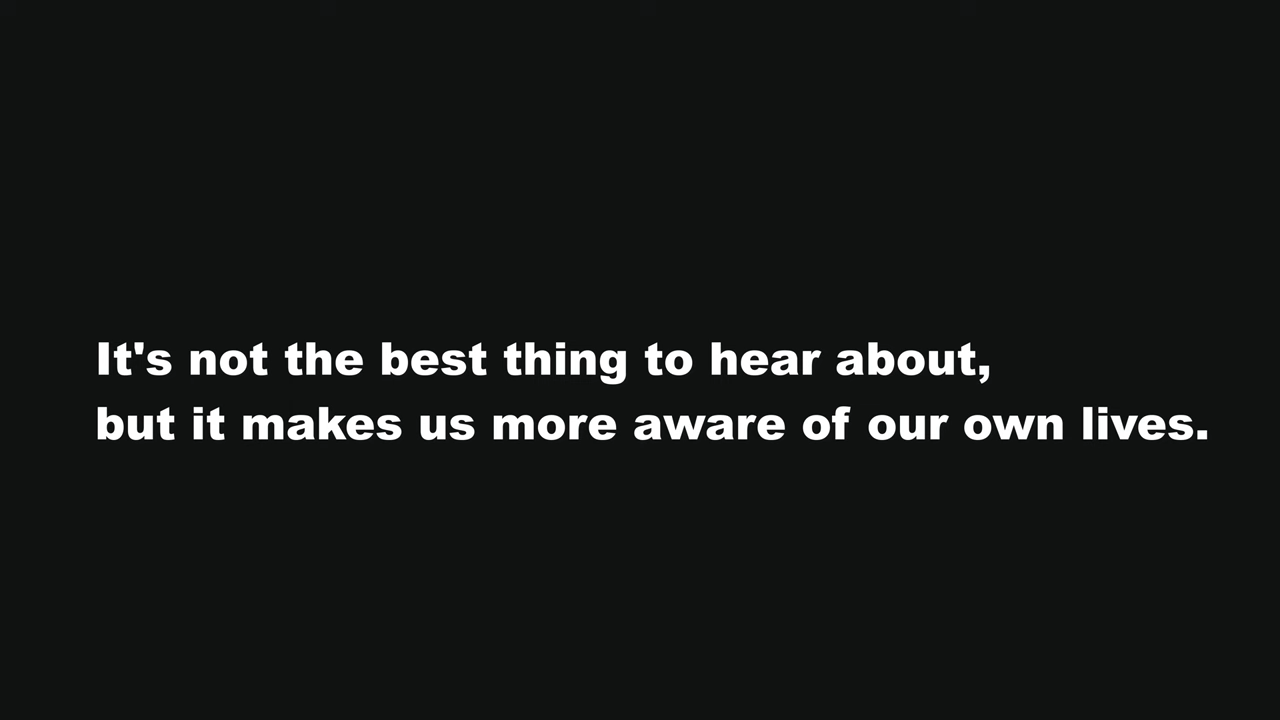 It's not the best thing to hear about,
but it makes us more aware of our own lives.